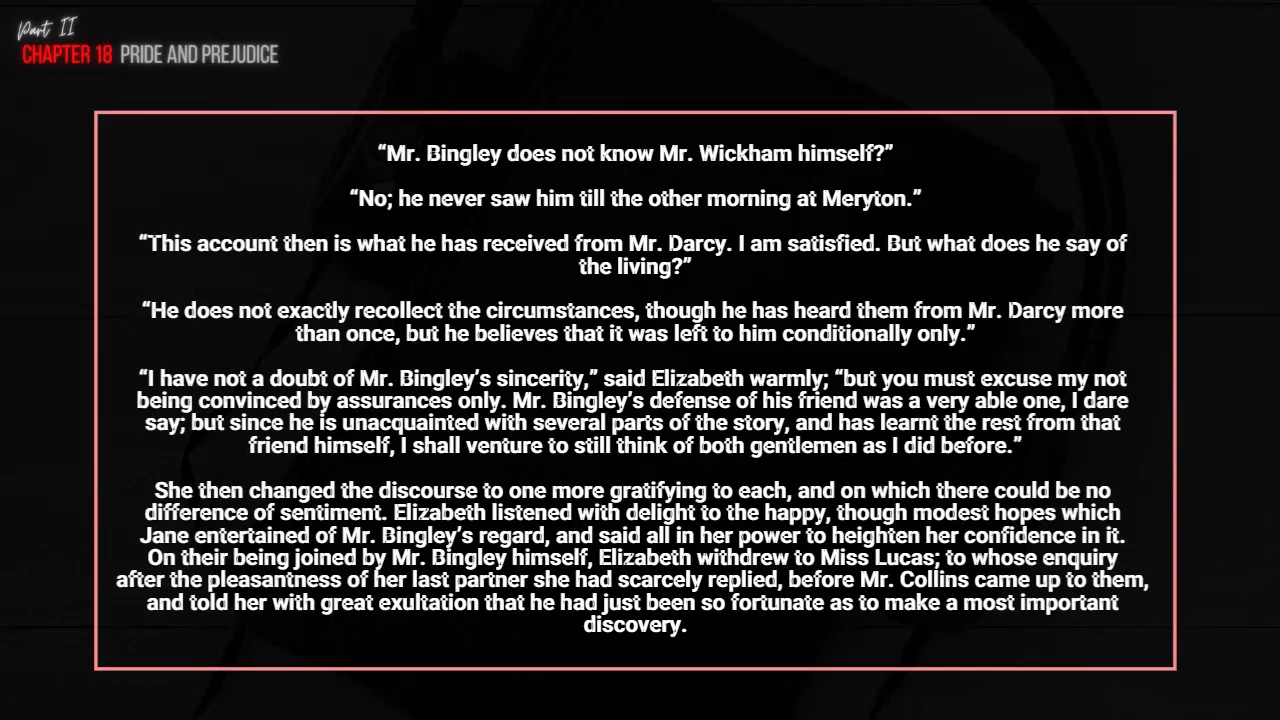 Part II
CHAPTER 18 PRIDE AND PREJUDICE
“Mr. Bingley does not know Mr. Wickham himself?”
“No; he never saw him till the other morning at Meryton.”
“This account then is what he has received from Mr. Darcy. I am satisfied. But what does he say of
the living?”
“He does not exactly recollect the circumstances, though he has heard them from Mr. Darcy more
than once, but he believes that it was left to him conditionally only.”
“I have not a doubt of Mr. Bingley’s sincerity,” said Elizabeth warmly; “but you must excuse my not
being convinced by assurances only. Mr. Bingley’s defense of his friend was a very able one, I dare
say; but since he is unacquainted with several parts of the story, and has learnt the rest from that
friend himself, I shall venture to still think of both gentlemen as I did before.”
She then changed the discourse to one more gratifying to each, and on which there could be no
difference of sentiment. Elizabeth listened with delight to the happy, though modest hopes which
Jane entertained of Mr. Bingley’s regard, and said all in her power to heighten her confidence in it.
On their being joined by Mr. Bingley himself, Elizabeth withdrew to Miss Lucas; to whose enquiry
after the pleasantness of her last partner she had scarcely replied, before Mr. Collins came up to them,
and told her with great exultation that he had just been so fortunate as to make a most important
discovery.